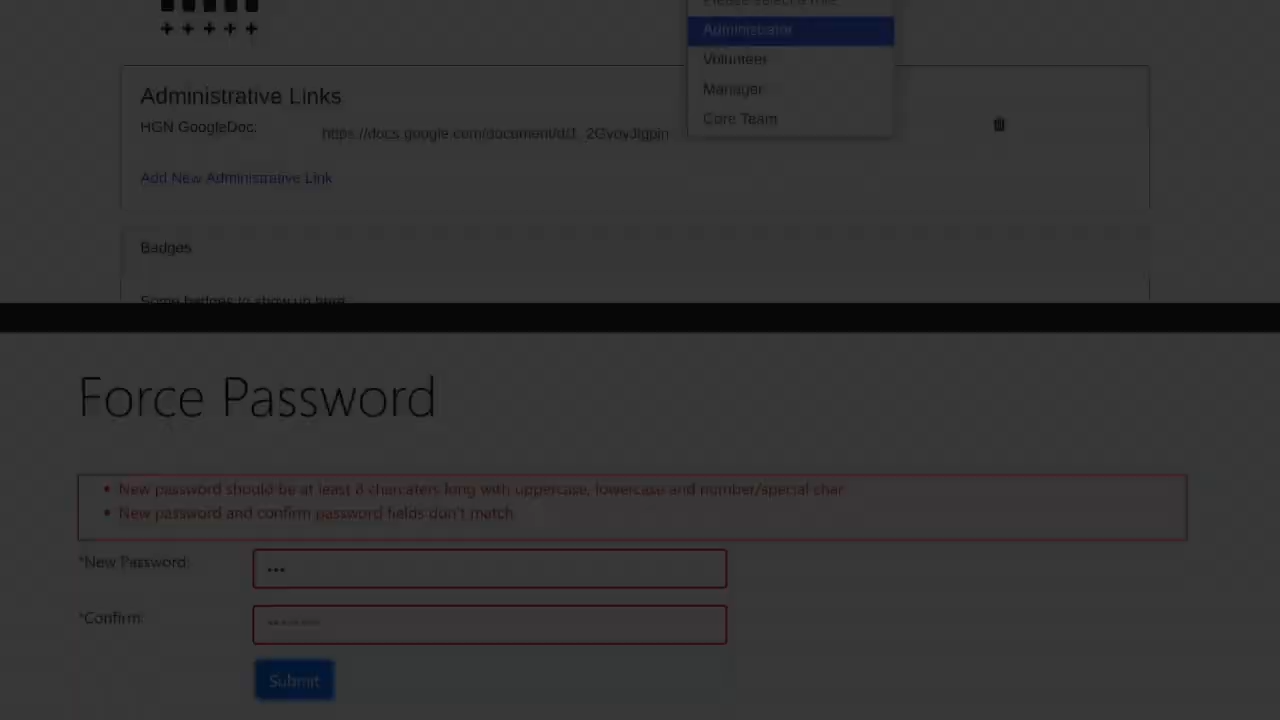 Please select a role
Administrator
Volunteer
Manager
Core Team
Administrative Links
HGN GoogleDoc:
Add New Administrative Link
Badges
Some badges to show up here
Force Password
New password should be at least 8 charcaters long with uppercase, lowercase and number/special char
New password and confirm password fields don't match
*New Password:
*Confirm:
Submit